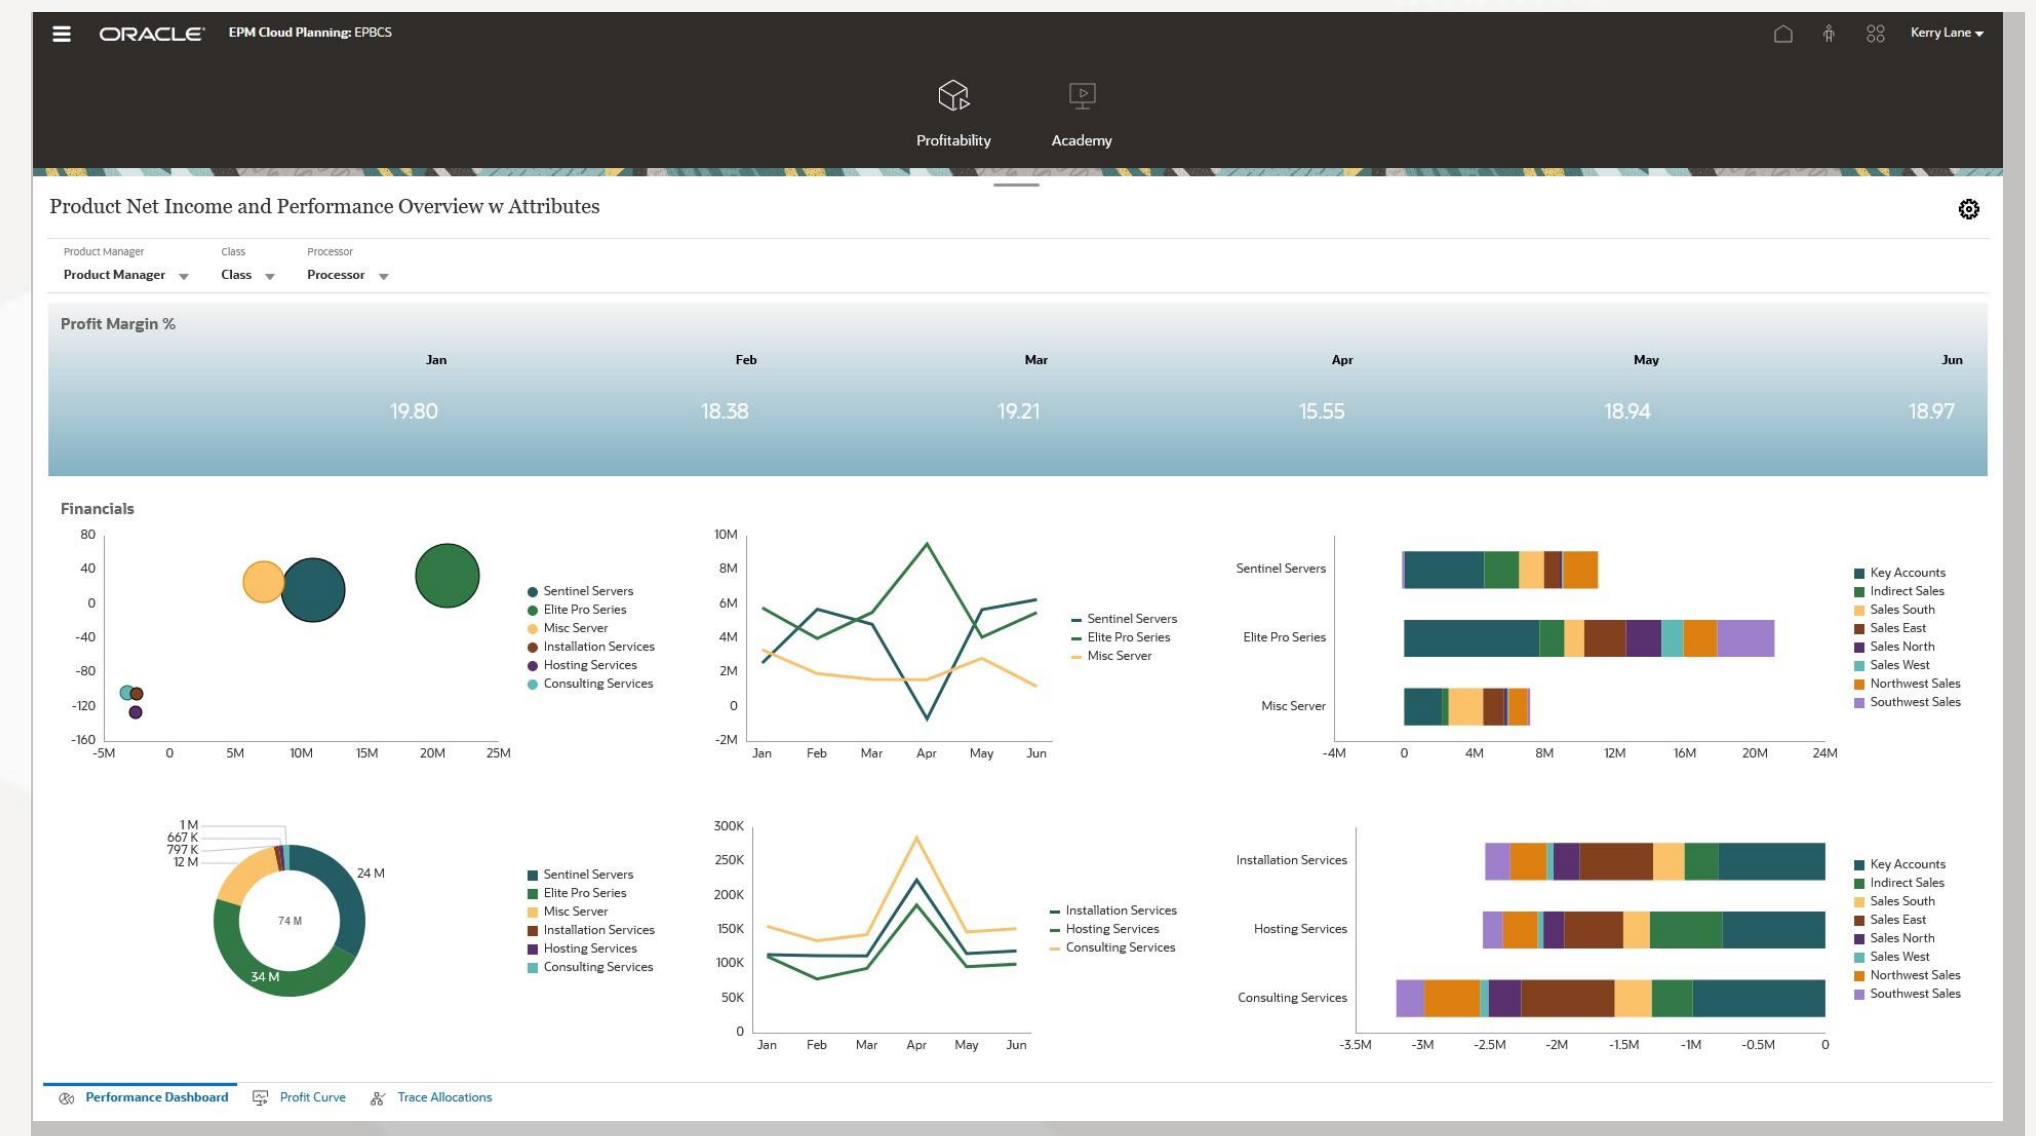 ORACLE EPM Cloud Planning: EPBCS Kerry Lane
Profitability Academy
Product Net Income and Performance Overview w Attributes
Product Manager Class Processor
Product Manager Class Processor
Profit Margin %
Jan Feb Mar Apr May Jun
19.80 18.38 19.21 15.55 18.94 18.97
Financials
80
40
0
-40
-80
-120
-160
-5M 0 5M 10M 15M 20M 25M
Sentinel Servers
Elite Pro Series
Misc Server
Installation Services
Hosting Services
Consulting Services
10M
8M
6M
4M
2M
0
-2M
Jan Feb Mar Apr May Jun
Sentinel Servers
Elite Pro Series
Misc Server
Sentinel Servers
Elite Pro Series
Misc Server
-4M 0 4M 8M 12M 16M 20M 24M
Key Accounts
Indirect Sales
Sales South
Sales East
Sales North
Sales West
Northwest Sales
Southwest Sales
1 M
667 K
797 K
12 M
24 M
74 M
34 M
Sentinel Servers
Elite Pro Series
Misc Server
Installation Services
Hosting Services
Consulting Services
300K
250K
200K
150K
100K
50K
0
Jan Feb Mar Apr May Jun
Installation Services
Hosting Services
Consulting Services
Installation Services
Hosting Services
Consulting Services
-3.5M -3M -2.5M -2M -1.5M -1M -0.5M 0
Key Accounts
Indirect Sales
Sales South
Sales East
Sales North
Sales West
Northwest Sales
Southwest Sales
Performance Dashboard Profit Curve Trace Allocations